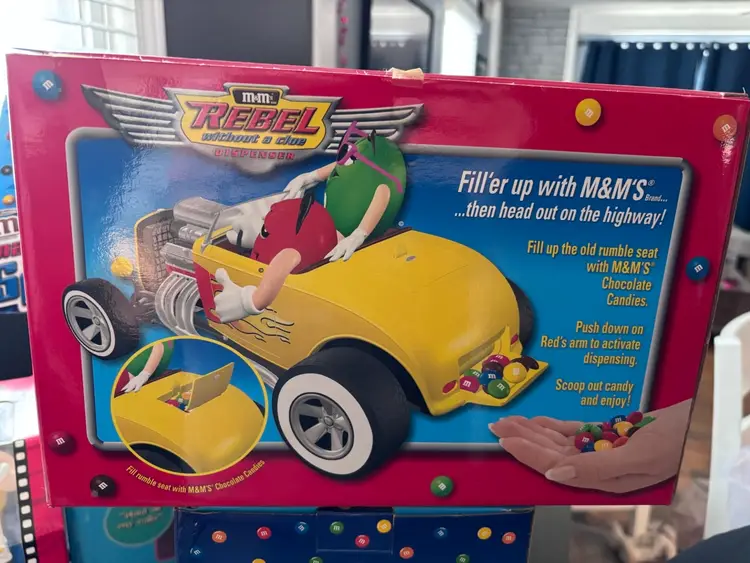 m&m's
REBEL
without a clue
DISPENSER
Fill'er up with M&M'S® Brand...
...then head out on the highway!
Fill up the old rumble seat
with M&M'S®
Chocolate
Candies.
Push down on
Red's arm to activate
dispensing.
Scoop out candy
and enjoy!
Fill rumble seat with M&M'S® Chocolate Candies